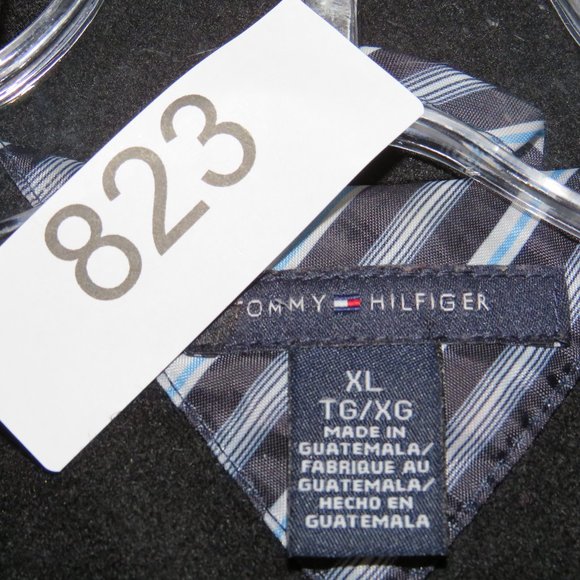 823
TOMMY HILFIGER
XL
TG/XG
MADE IN
GUATEMALA/
FABRIQUE AU
GUATEMALA/
HECHO EN
GUATEMALA